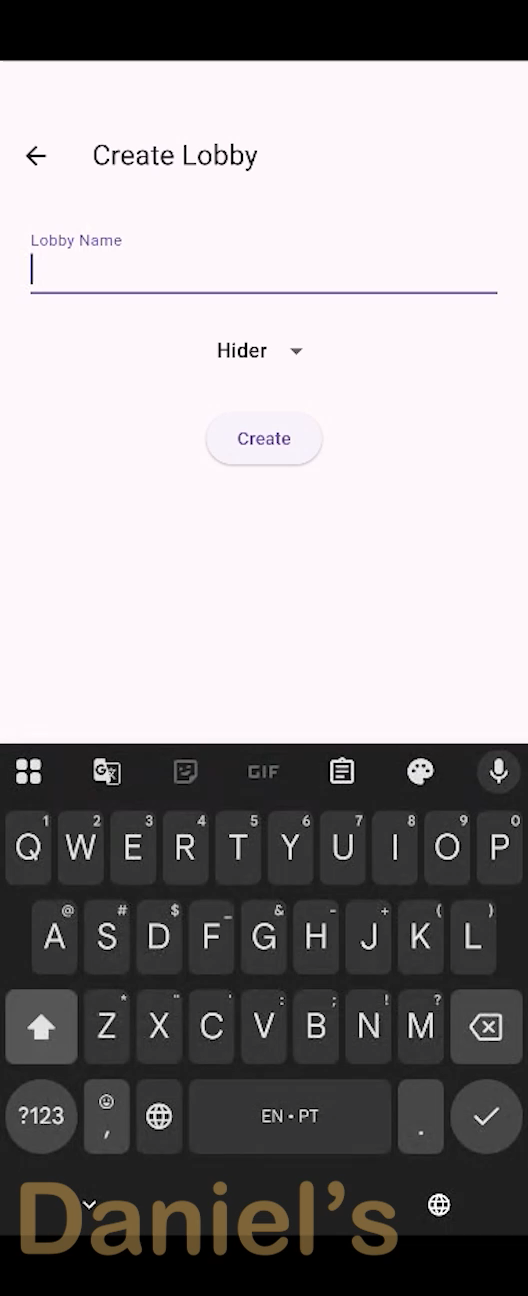 Create Lobby
Lobby Name
Hider
Create
GIF
1 2 3 4 5 6 7 8 9 0
Q W E R T Y U I O P
@ # $ _ & - + ( )
A S D F G H J K L
* " ' : ; ! ?
Z X C V B N M
?123 , EN • PT .
Daniel's